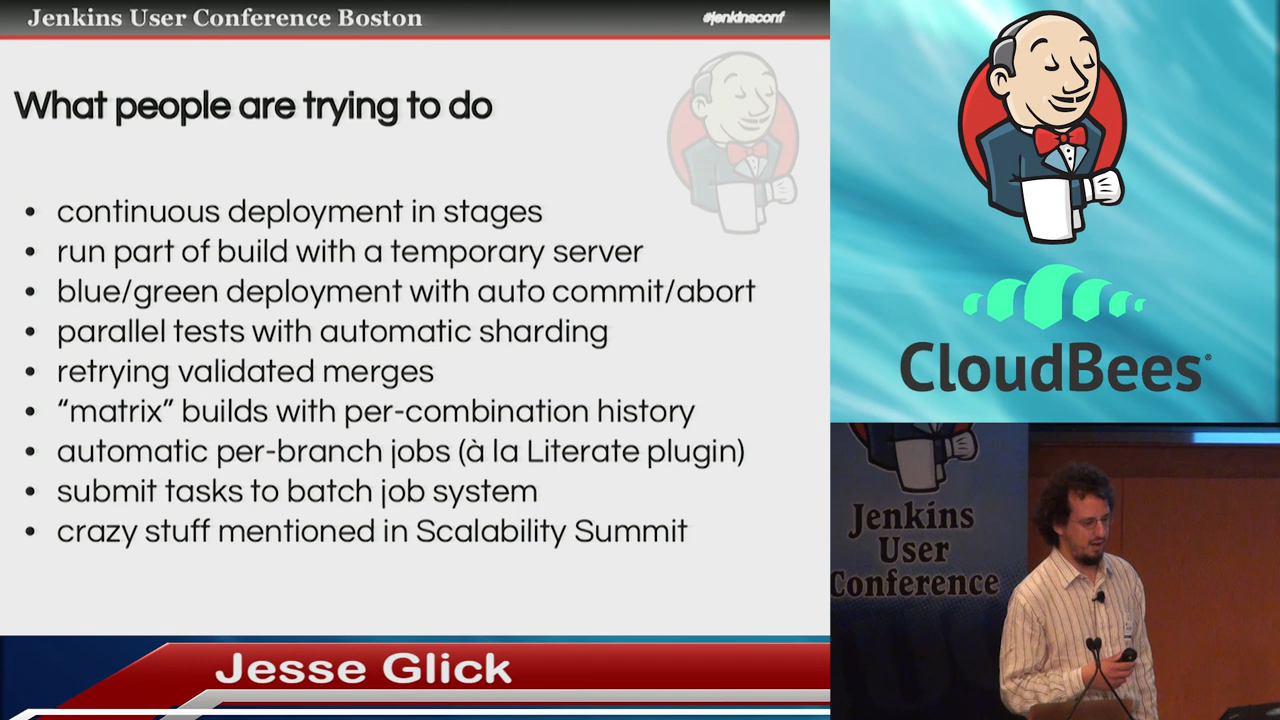 Jenkins User Conference Boston
#jenkinsconf
What people are trying to do
• continuous deployment in stages
• run part of build with a temporary server
• blue/green deployment with auto commit/abort
• parallel tests with automatic sharding
• retrying validated merges
• “matrix” builds with per-combination history
• automatic per-branch jobs (à la Literate plugin)
• submit tasks to batch job system
• crazy stuff mentioned in Scalability Summit
Jesse Glick
CloudBees
Jenkins
User
Conference